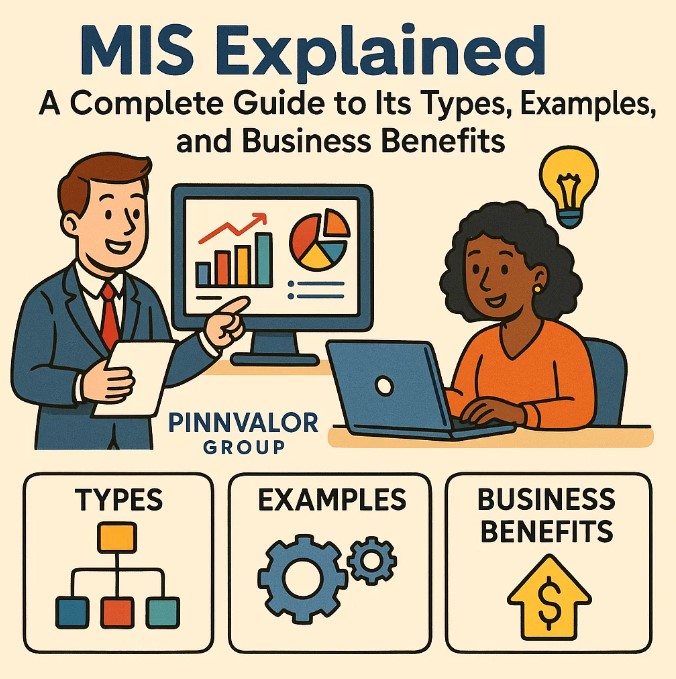 MIS Explained
A Complete Guide to Its Types, Examples,
and Business Benefits
PINNVALOR
GROUP
TYPES
EXAMPLES
BUSINESS
BENEFITS
$